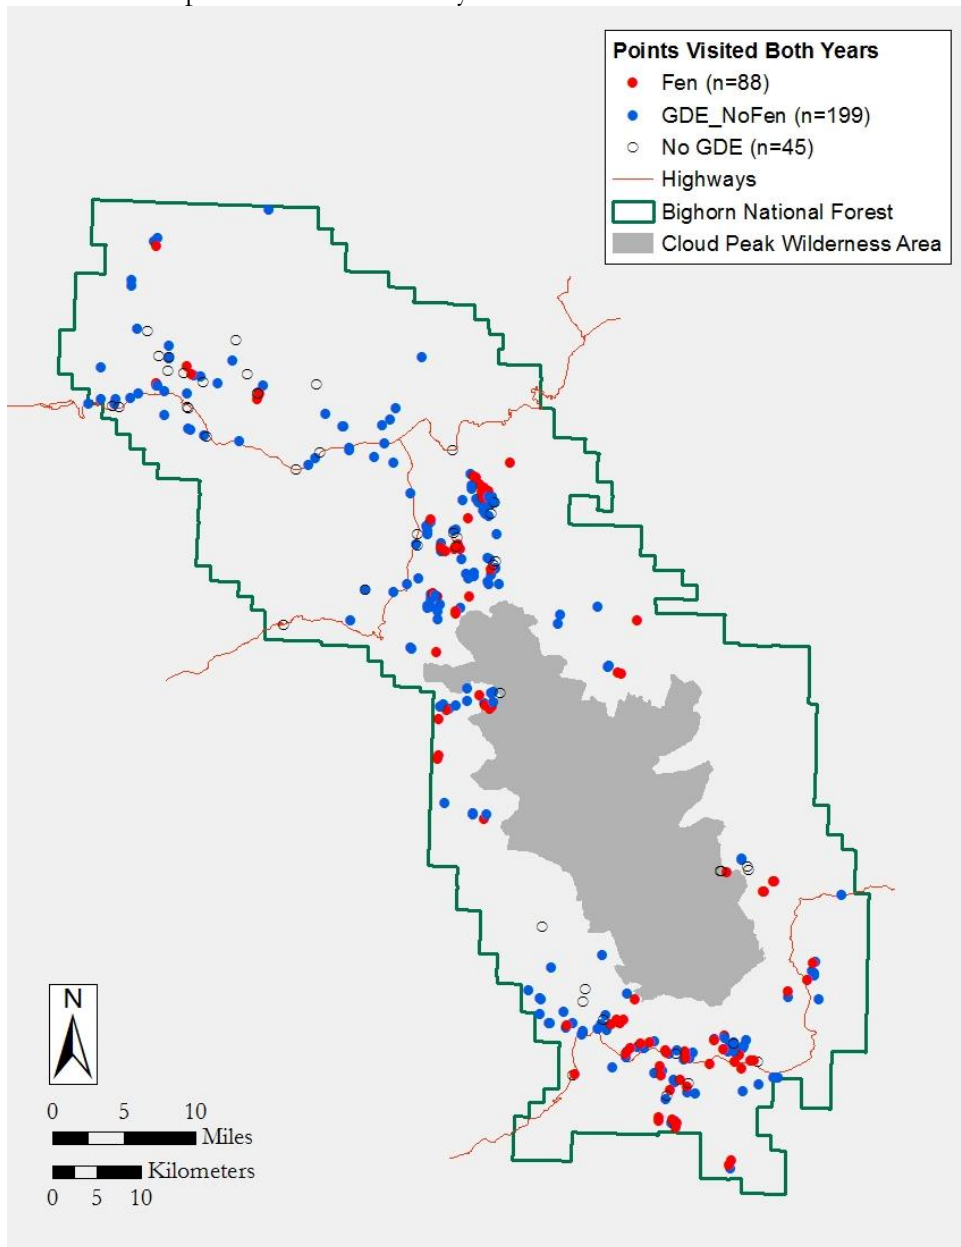 Points Visited Both Years
Fen (n=88)
GDE_NoFen (n=199)
No GDE (n=45)
Highways
Bighorn National Forest
Cloud Peak Wilderness Area
N
0 5 10
Miles
Kilometers
0 5 10